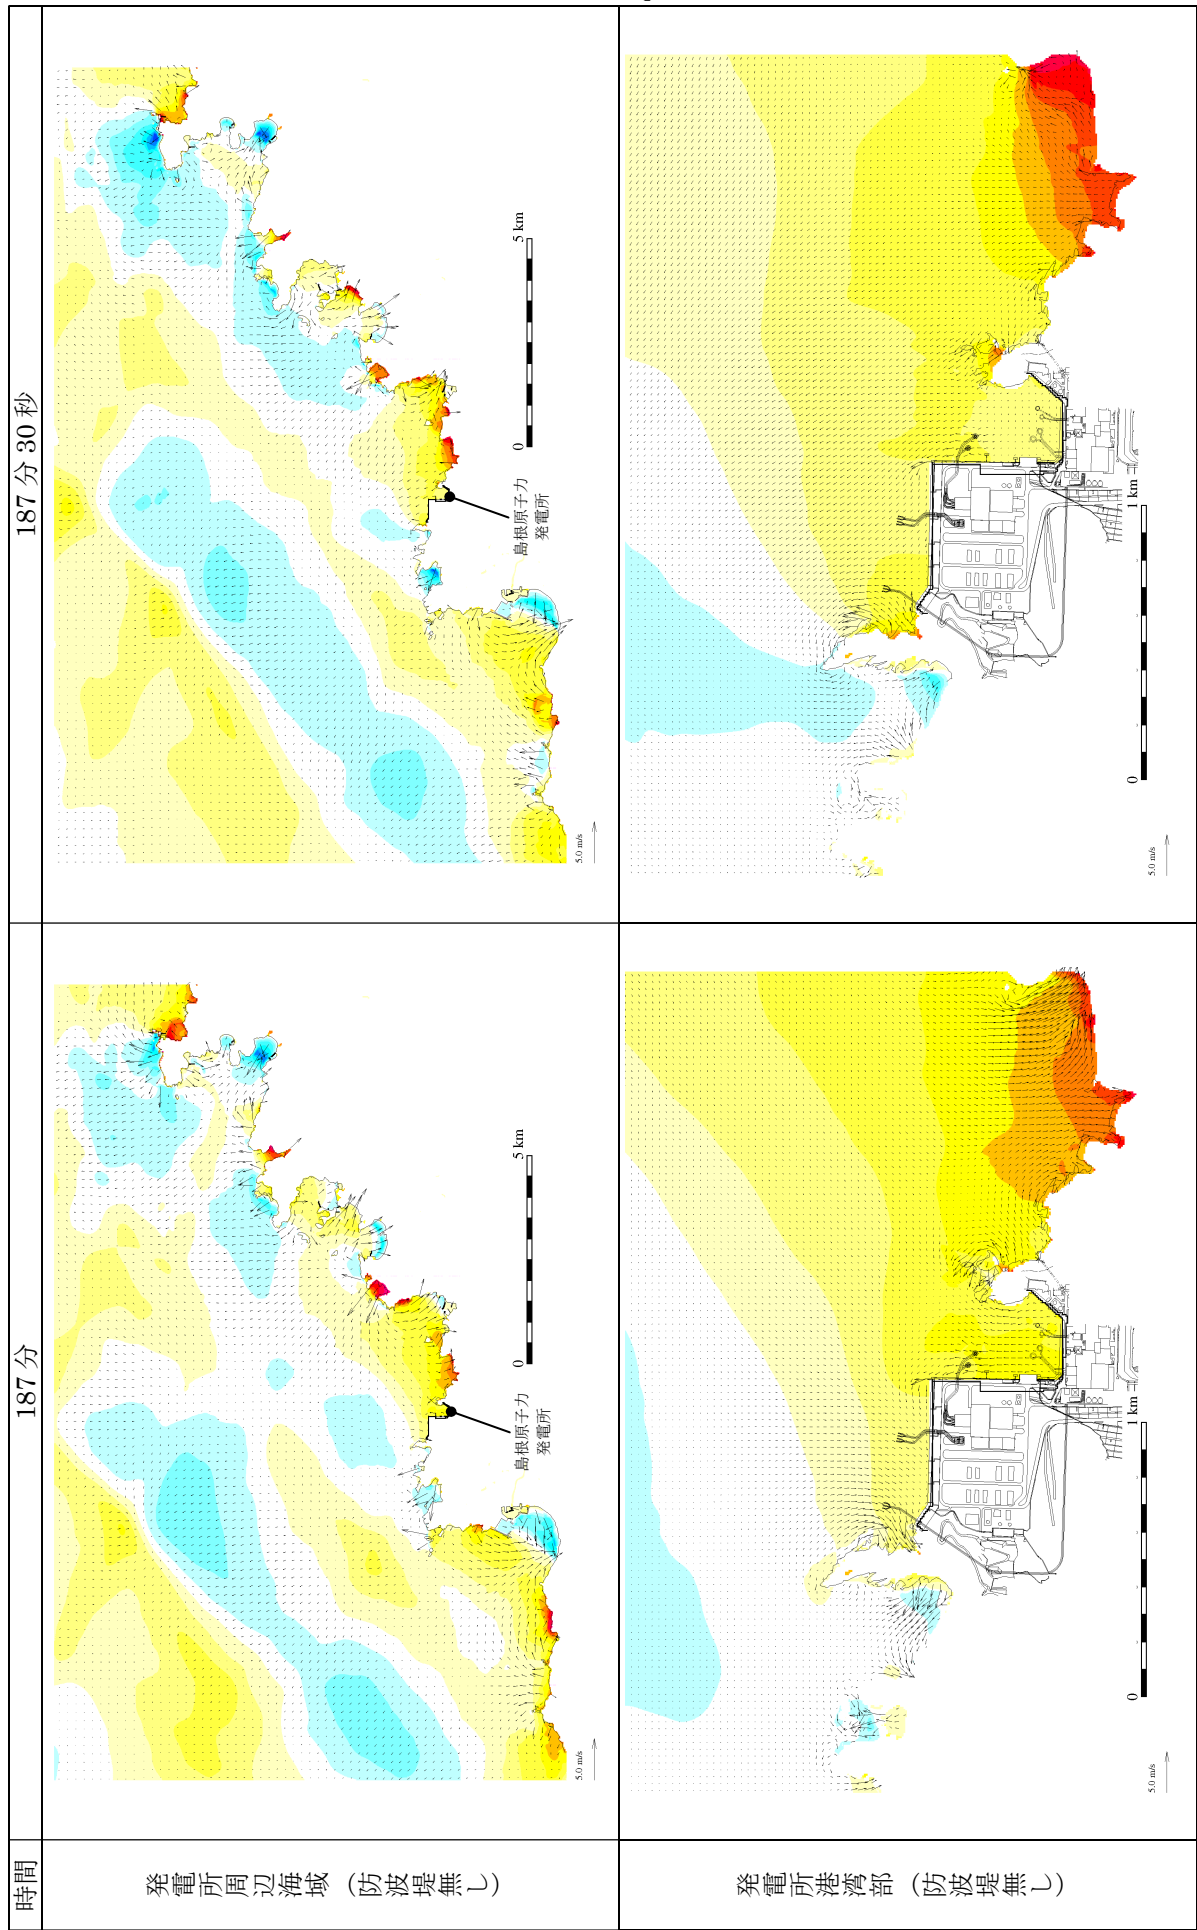 時間
187分
187分30秒
発電所周辺海域（防波堤無し）
島根原子力
発電所
0
5 km
5.0 m/s
島根原子力
発電所
0
5 km
5.0 m/s
発電所港湾部（防波堤無し）
0
1 km
5.0 m/s
0
1 km
5.0 m/s